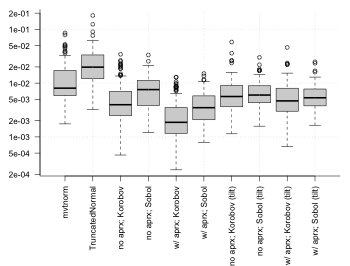 2e-01
1e-01
5e-02
2e-02
1e-02
5e-03
2e-03
1e-03
5e-04
2e-04
mvtnorm
TruncatedNormal
no aprx; Korobov
no aprx; Sobol
w/ aprx; Korobov
w/ aprx; Sobol
no aprx; Korobov (tilt)
no aprx; Sobol (tilt)
w/ aprx; Korobov (tilt)
w/ aprx; Sobol (tilt)